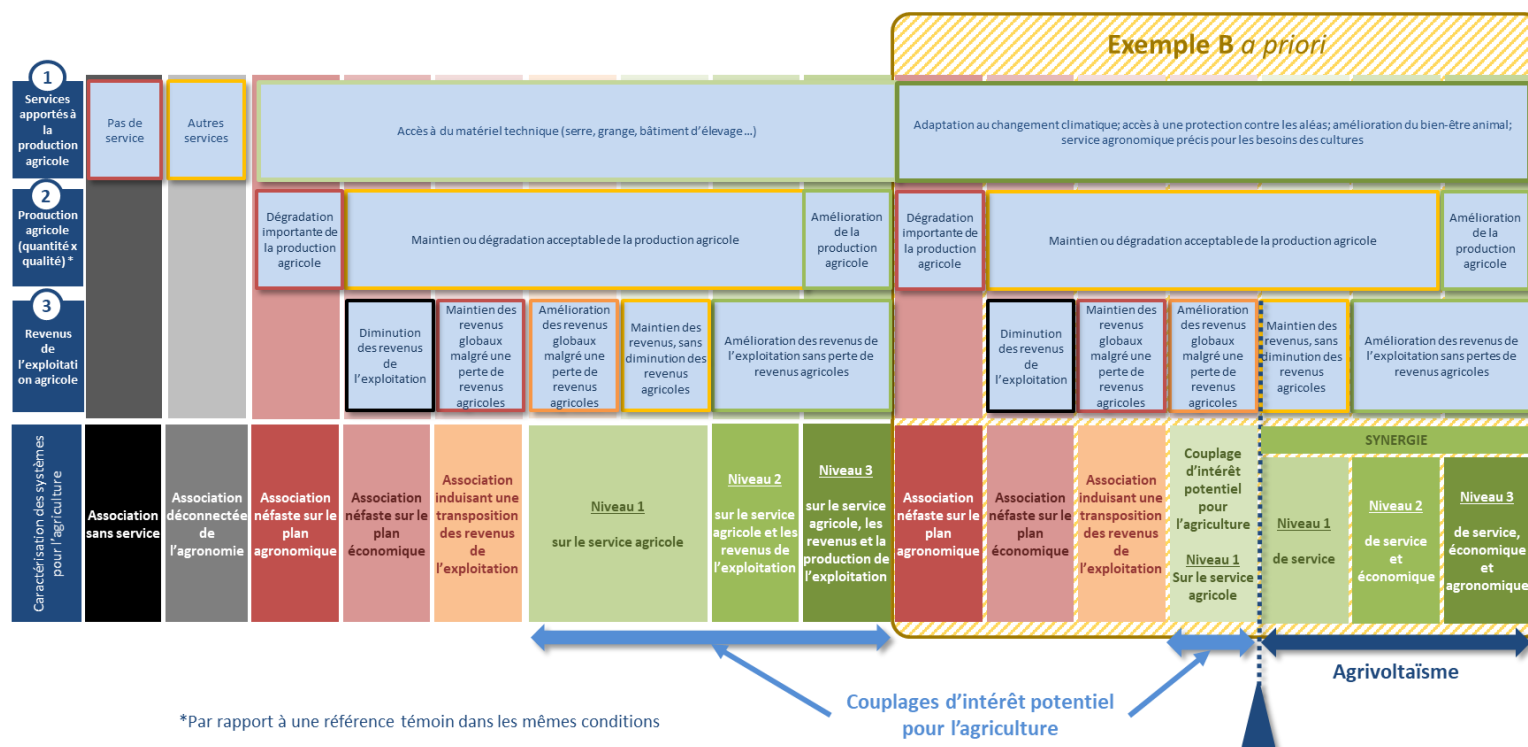 Exemple B a priori
1
Services
apportés à
la
production
agricole
Pas de
service
Autres
services
Accès à du matériel technique (serre, grange, bâtiment d'élevage ...)
Adaptation au changement climatique; accès à une protection contre les aléas; amélioration du bien-être animal;
service agronomique précis pour les besoins des cultures
2
Production
agricole
(quantité x
qualité) *
Dégradation
importante de
la production
agricole
Maintien ou dégradation acceptable de la production agricole
Amélioration
de la
production
agricole
Dégradation
importante de
la production
agricole
Maintien ou dégradation acceptable de la production agricole
Amélioration
de la
production
agricole
3
Revenus
de
l'exploitati
on agricole
Diminution
des revenus
de
l'exploitation
Maintien des
revenus
globaux
malgré une
perte de
revenus
agricoles
Amélioration
des revenus
globaux
malgré une
perte de
revenus
agricoles
Maintien des
revenus, sans
diminution des
revenus
agricoles
Amélioration des revenus de
l'exploitation sans perte de
revenus agricoles
Diminution
des revenus
de
l'exploitation
Maintien des
revenus
globaux
malgré une
perte de
revenus
agricoles
Amélioration
des revenus
globaux
malgré une
perte de
revenus
agricoles
Maintien des
revenus, sans
diminution des
revenus
agricoles
Amélioration des revenus de
l'exploitation sans pertes de
revenus agricoles
Caractérisation des systèmes
pour l'agriculture
Association
sans service
Association
déconnectée
de
l'agronomie
Association
néfaste sur le
plan
agronomique
Association
néfaste sur le
plan
économique
Association
induisant une
transposition
des revenus
de
l'exploitation
Niveau 1
sur le service agricole
Niveau 2
sur le service
agricole et les
revenus de
l'exploitation
Niveau 3
sur le service
agricole, les
revenus et la
production de
l'exploitation
Association
néfaste sur le
plan
agronomique
Association
néfaste sur le
plan
économique
Association
induisant une
transposition
des revenus
de
l'exploitation
Couplage
d'intérêt
potentiel
pour
l'agriculture
Niveau 1
Sur le service
agricole
SYNERGIE
Niveau 1
de service
Niveau 2
de service
et
économique
Niveau 3
de service,
économique
et
agronomique
Agrivoltaïsme
Couplages d'intérêt potentiel
pour l'agriculture
*Par rapport à une référence témoin dans les mêmes conditions